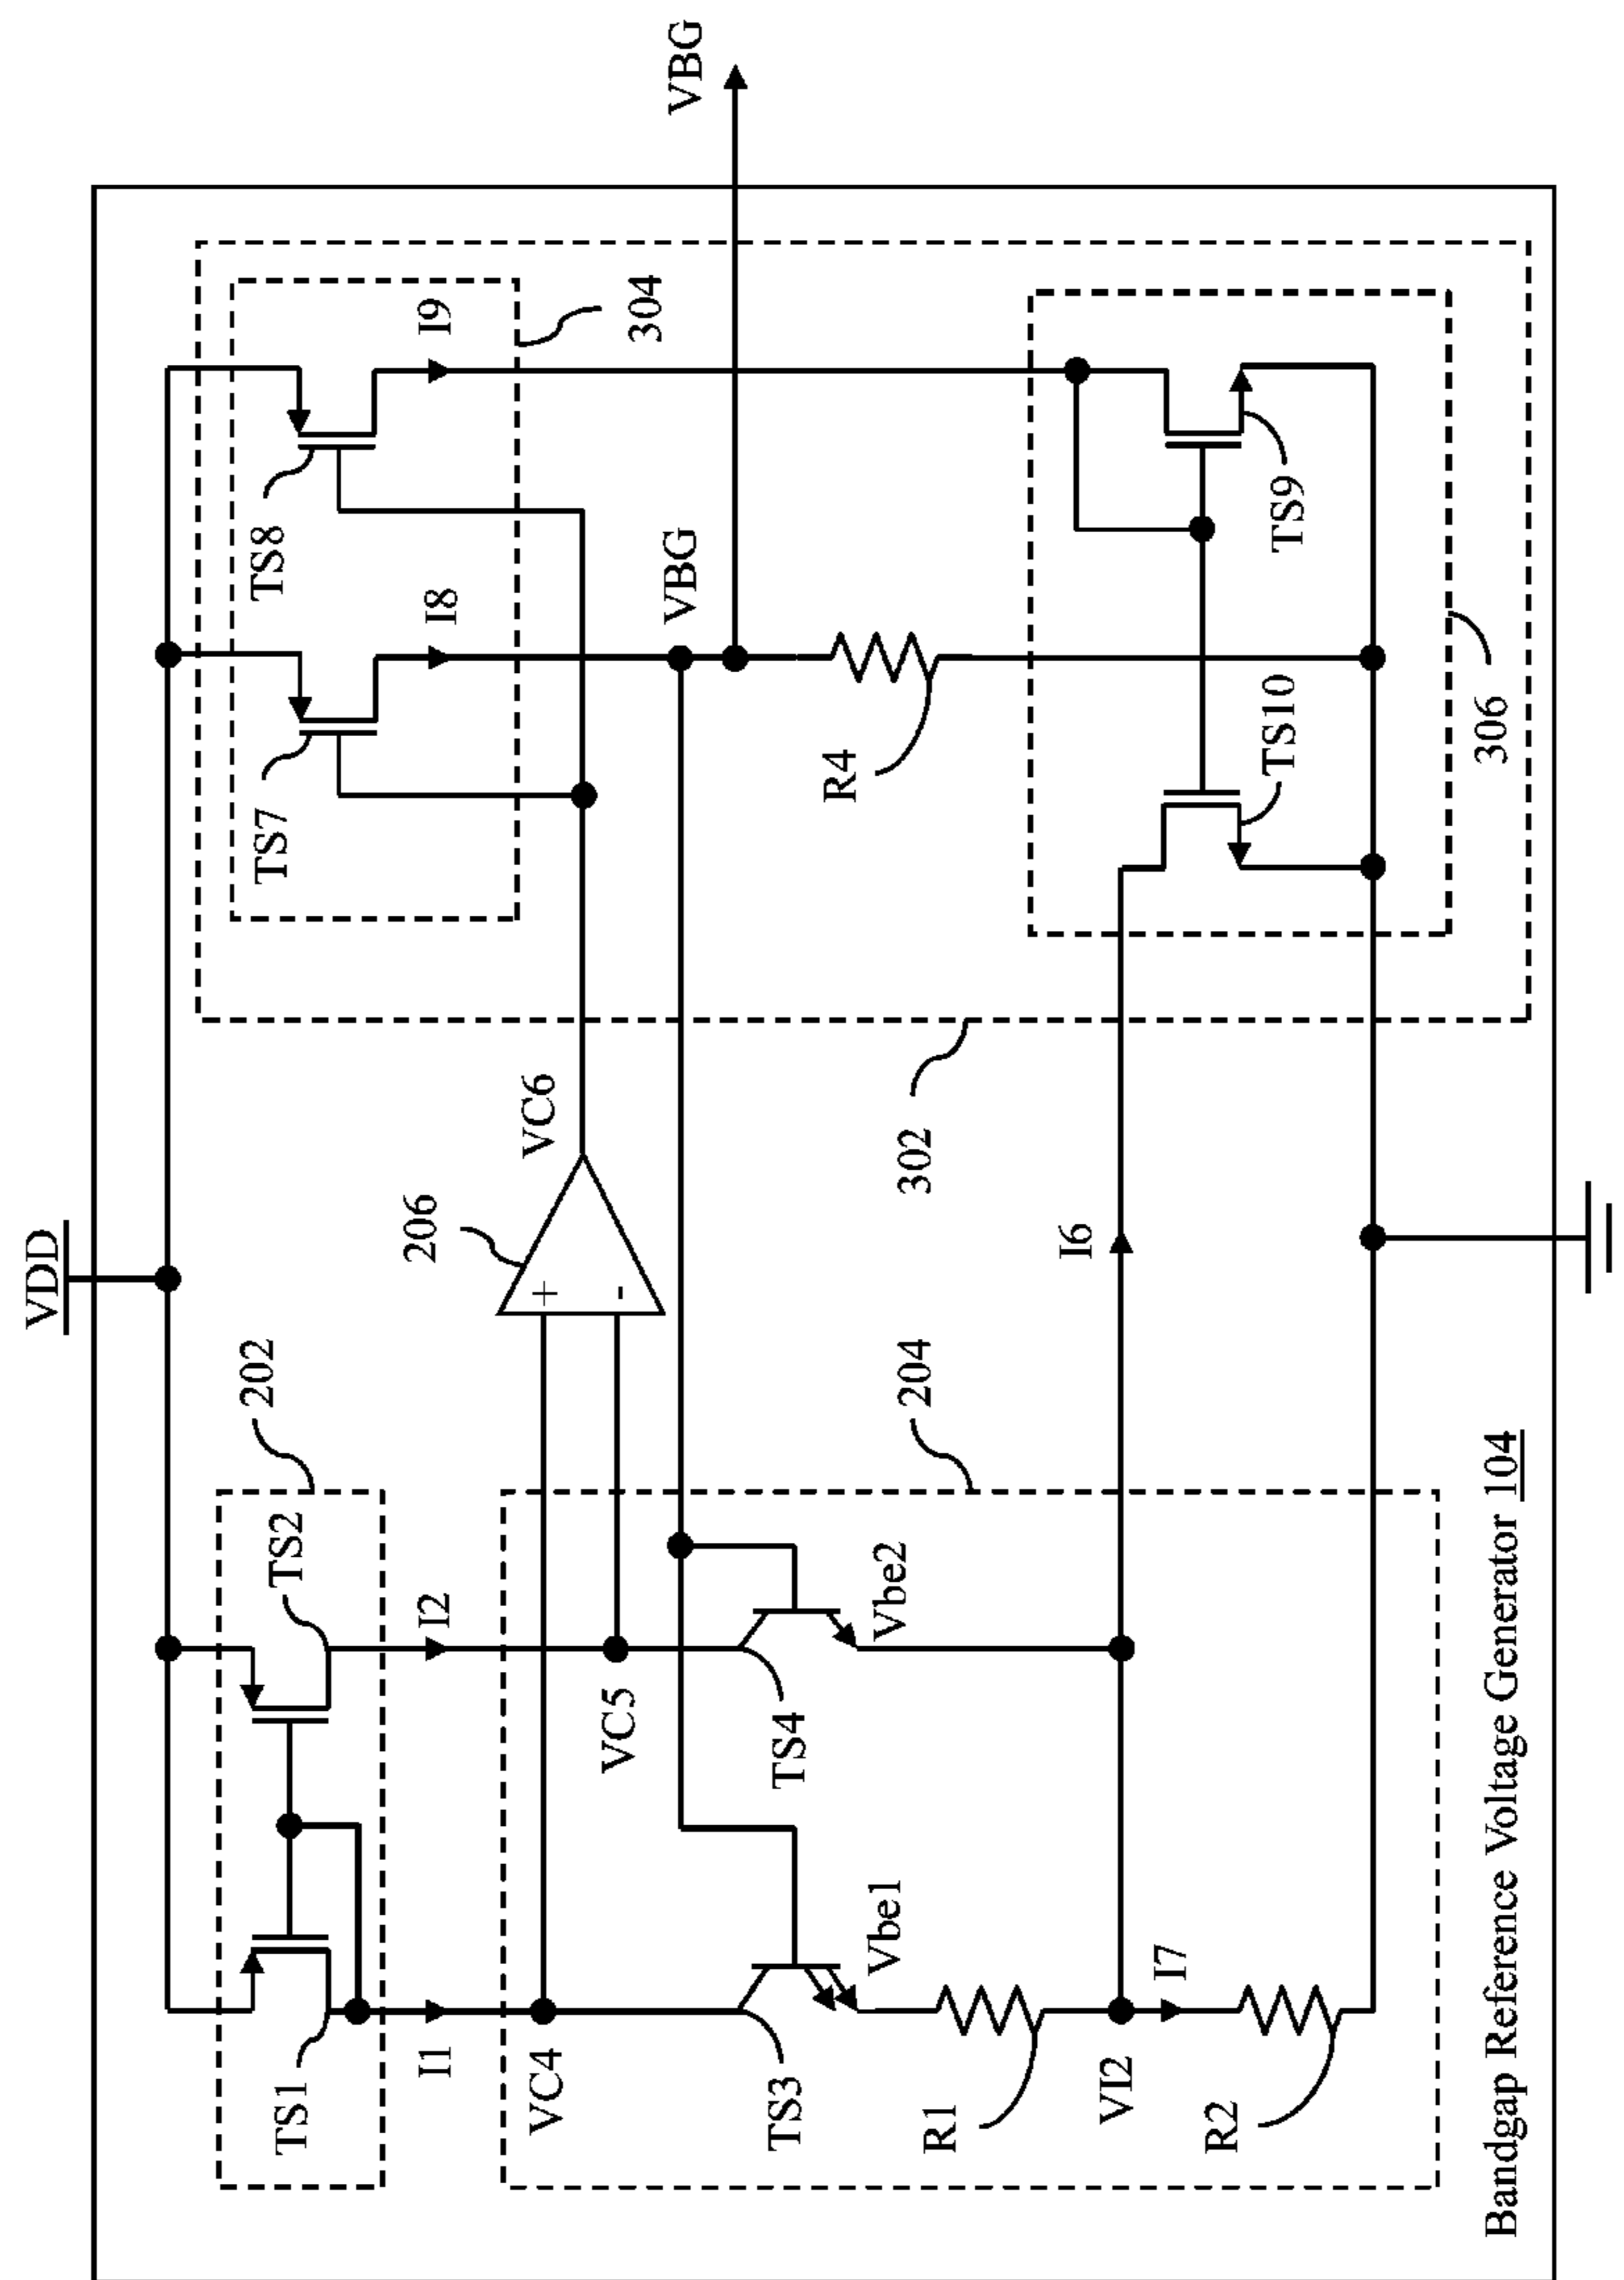 VDD
202
TS1
TS2
I1
I2
VC4
VC5
206
+
-
VC6
TS7
TS8
I8
I9
304
VBG
VBG
204
TS3
TS4
Vbe1
Vbe2
R1
VI2
I7
R2
I6
302
R4
TS10
TS9
306
Bandgap Reference Voltage Generator 104